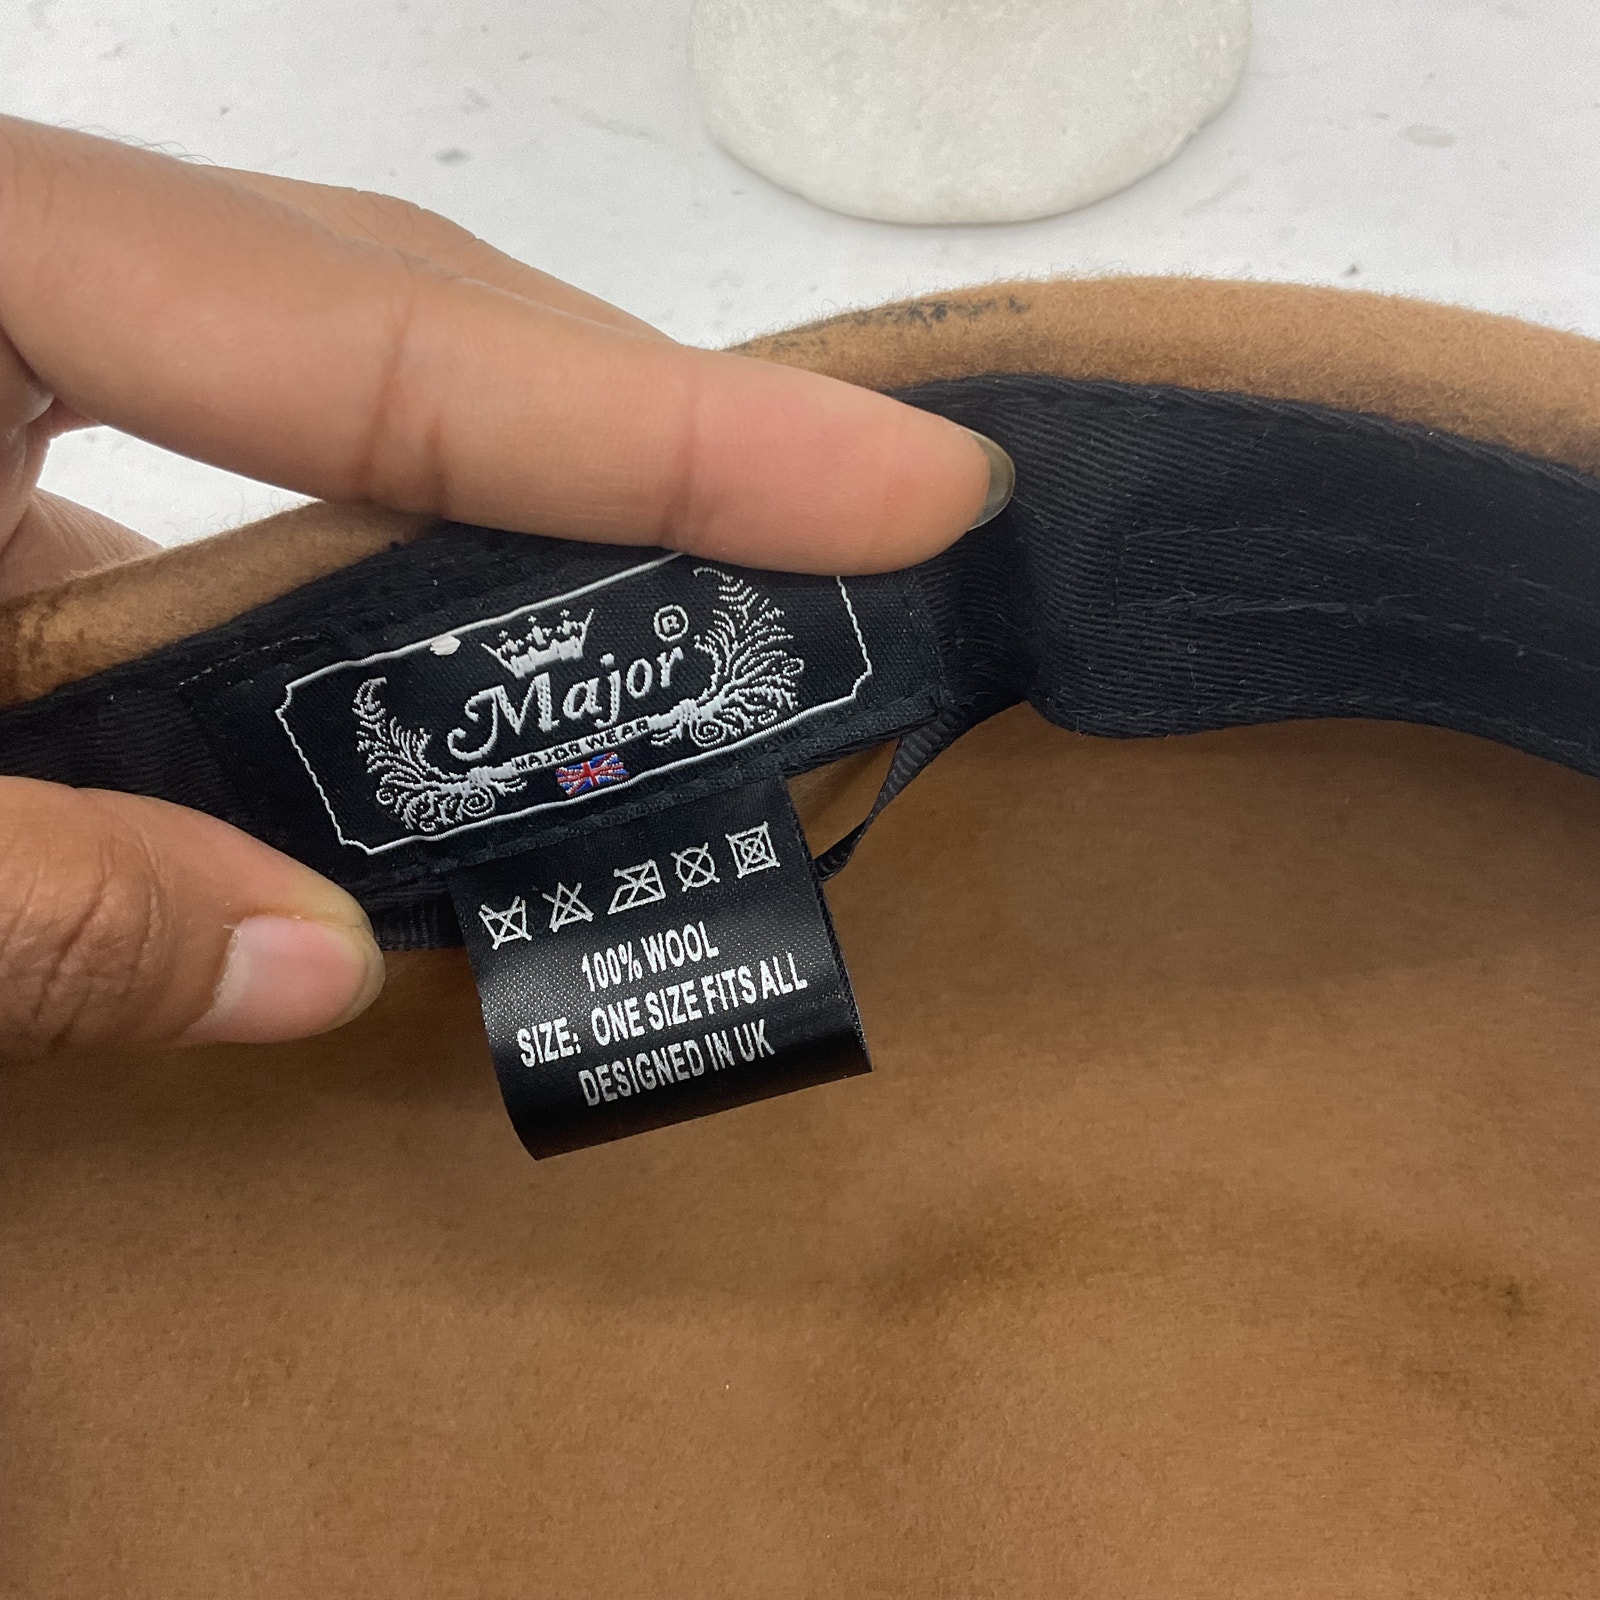 Major ®
MAJOR WEAR
100% WOOL
SIZE: ONE SIZE FITS ALL
DESIGNED IN UK